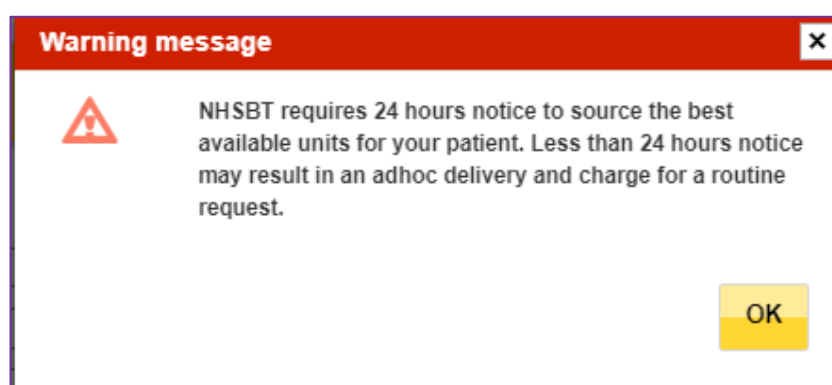 Warning message
NHSBT requires 24 hours notice to source the best
available units for your patient. Less than 24 hours notice
may result in an adhoc delivery and charge for a routine
request.
OK